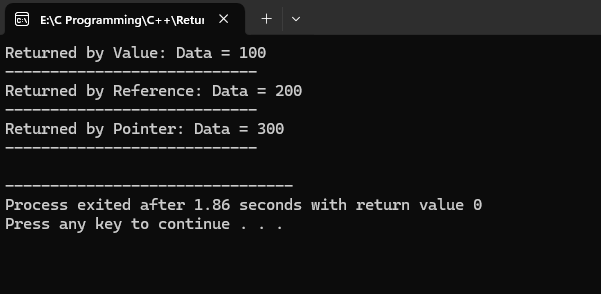 E:\C Programming\C++\Retur
Returned by Value: Data = 100
----------------------------
Returned by Reference: Data = 200
----------------------------
Returned by Pointer: Data = 300
----------------------------
--------------------------------
Process exited after 1.86 seconds with return value 0
Press any key to continue . . .